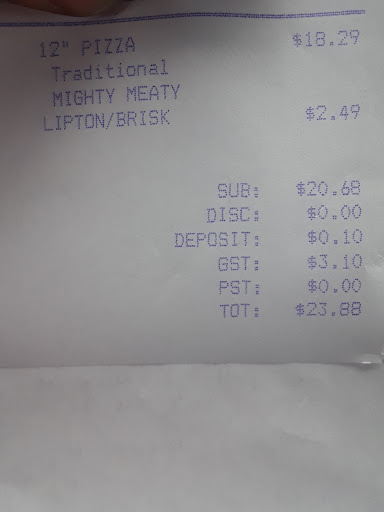 12" PIZZA $18.29
Traditional
MIGHTY MEATY
LIPTON/BRISK $2.49
SUB: $20.68
DISC: $0.00
DEPOSIT: $0.10
GST: $3.10
PST: $0.00
TOT: $23.88